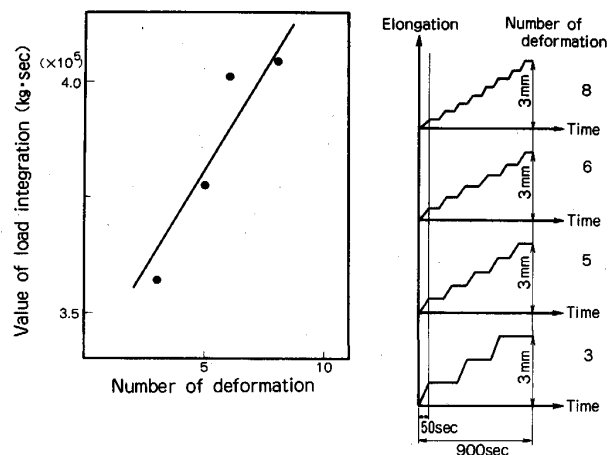 Value of load integration (kg·sec)
(×10⁵)
4.0
3.5
5
10
Number of deformation
Elongation
Number of
deformation
3mm
8
Time
3mm
6
Time
3mm
5
Time
3mm
3
Time
50sec
900sec